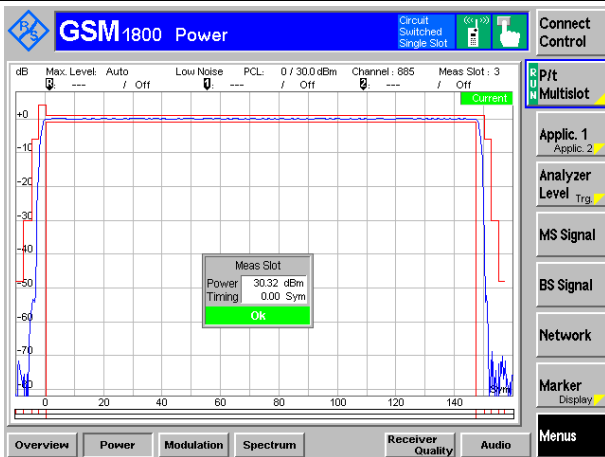 R/S GSM1800 Power
Circuit
Switched
Single Slot
Connect
Control
dB Max. Level: Auto Low Noise PCL: 0 / 30.0 dBm Channel : 885 Meas Slot : 3
--- / Off --- / Off --- / Off
Current
RUN P/t
Multislot
Applic. 1
Applic. 2
Analyzer
Level Trg.
MS Signal
BS Signal
Network
Marker
Display
Menus
+0
-10
-20
-30
-40
-50
-60
-70
-80
Meas Slot
Power 30.32 dBm
Timing 0.00 Sym
Ok
Sym
0 20 40 60 80 100 120 140
Overview Power Modulation Spectrum Receiver
Quality Audio